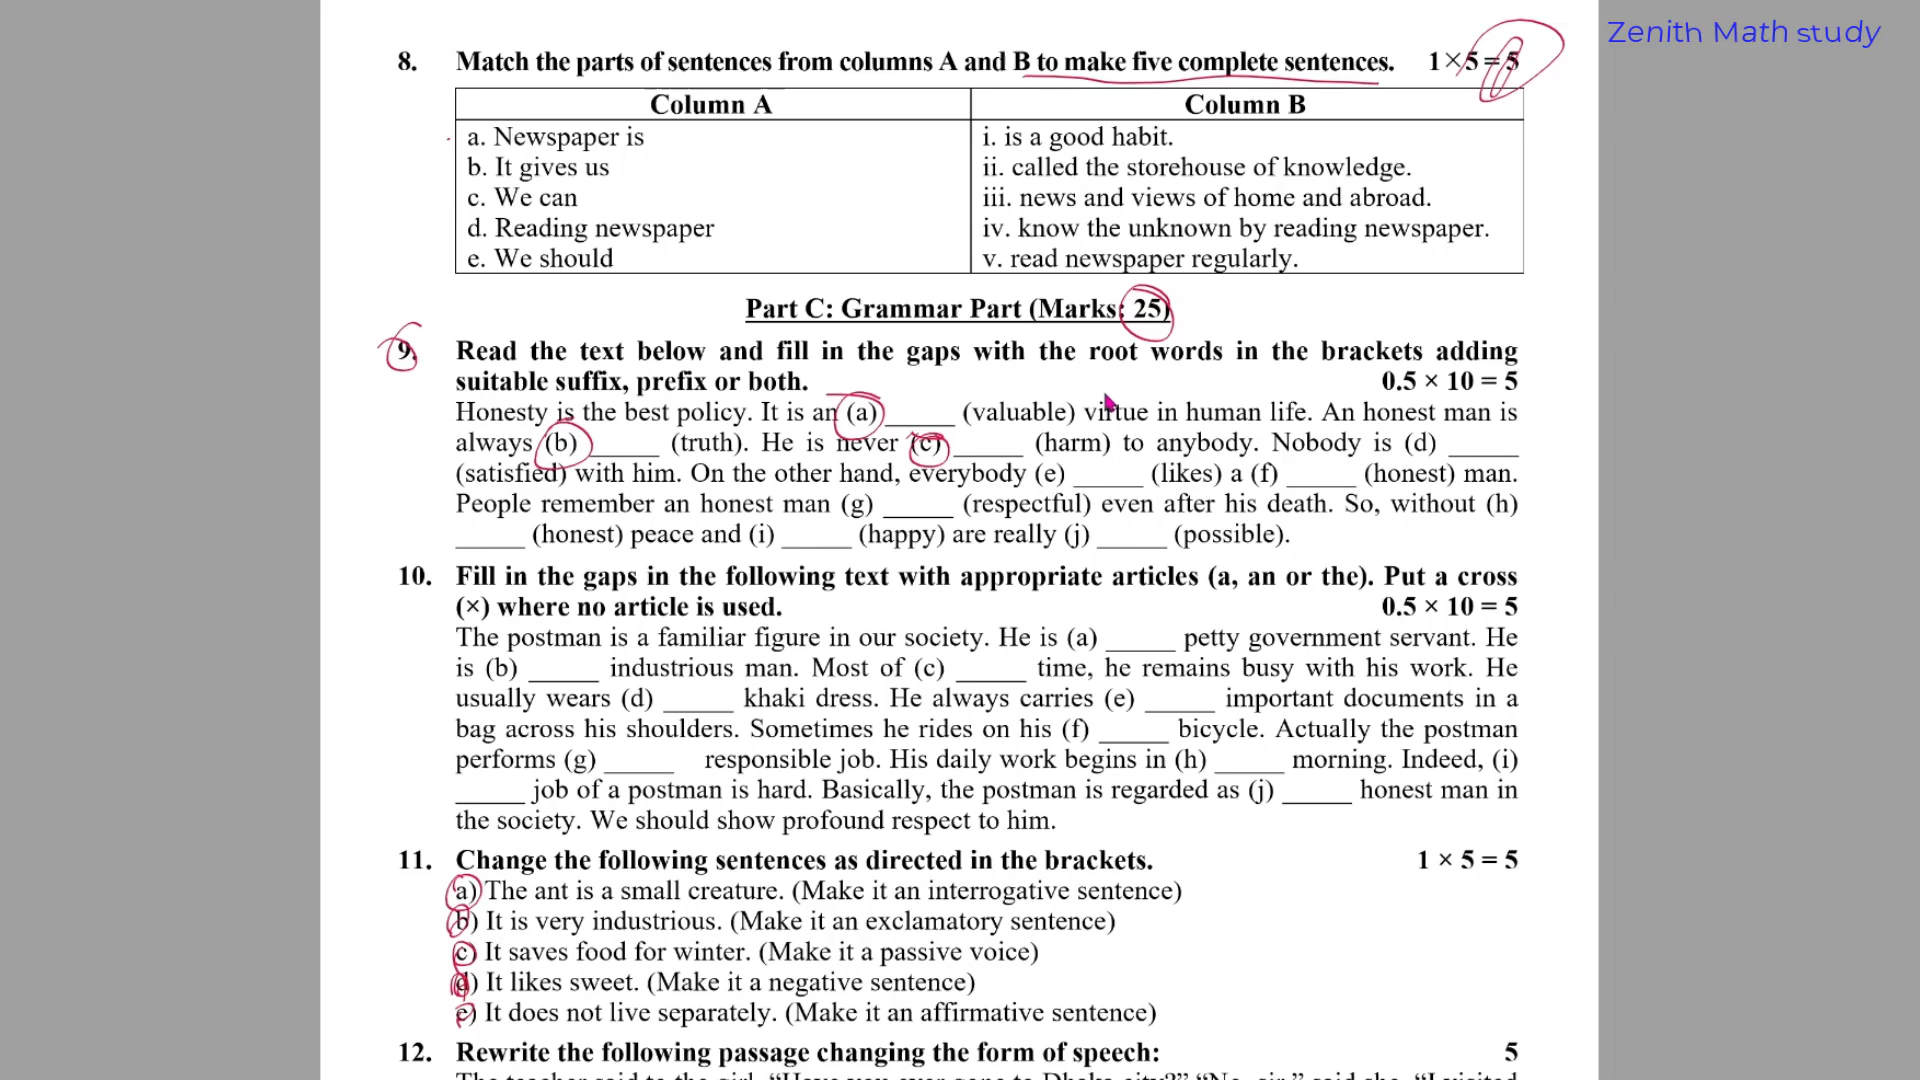 Zenith Math study
8. Match the parts of sentences from columns A and B to make five complete sentences. 1×5=5
Column A Column B
a. Newspaper is i. is a good habit.
b. It gives us ii. called the storehouse of knowledge.
c. We can iii. news and views of home and abroad.
d. Reading newspaper iv. know the unknown by reading newspaper.
e. We should v. read newspaper regularly.
Part C: Grammar Part (Marks: 25)
9. Read the text below and fill in the gaps with the root words in the brackets adding
suitable suffix, prefix or both. 0.5 × 10 = 5
Honesty is the best policy. It is an (a) _____ (valuable) virtue in human life. An honest man is
always (b) _____ (truth). He is never (c) _____ (harm) to anybody. Nobody is (d) _____
(satisfied) with him. On the other hand, everybody (e) _____ (likes) a (f) _____ (honest) man.
People remember an honest man (g) _____ (respectful) even after his death. So, without (h)
_____ (honest) peace and (i) _____ (happy) are really (j) _____ (possible).
10. Fill in the gaps in the following text with appropriate articles (a, an or the). Put a cross
(×) where no article is used. 0.5 × 10 = 5
The postman is a familiar figure in our society. He is (a) _____ petty government servant. He
is (b) _____ industrious man. Most of (c) _____ time, he remains busy with his work. He
usually wears (d) _____ khaki dress. He always carries (e) _____ important documents in a
bag across his shoulders. Sometimes he rides on his (f) _____ bicycle. Actually the postman
performs (g) _____ responsible job. His daily work begins in (h) _____ morning. Indeed, (i)
_____ job of a postman is hard. Basically, the postman is regarded as (j) _____ honest man in
the society. We should show profound respect to him.
11. Change the following sentences as directed in the brackets. 1 × 5 = 5
a) The ant is a small creature. (Make it an interrogative sentence)
b) It is very industrious. (Make it an exclamatory sentence)
c) It saves food for winter. (Make it a passive voice)
d) It likes sweet. (Make it a negative sentence)
e) It does not live separately. (Make it an affirmative sentence)
12. Rewrite the following passage changing the form of speech: 5
The teacher said to the girl, "Have you ever gone to Dhaka city?" "No, sir," said she, "I visited